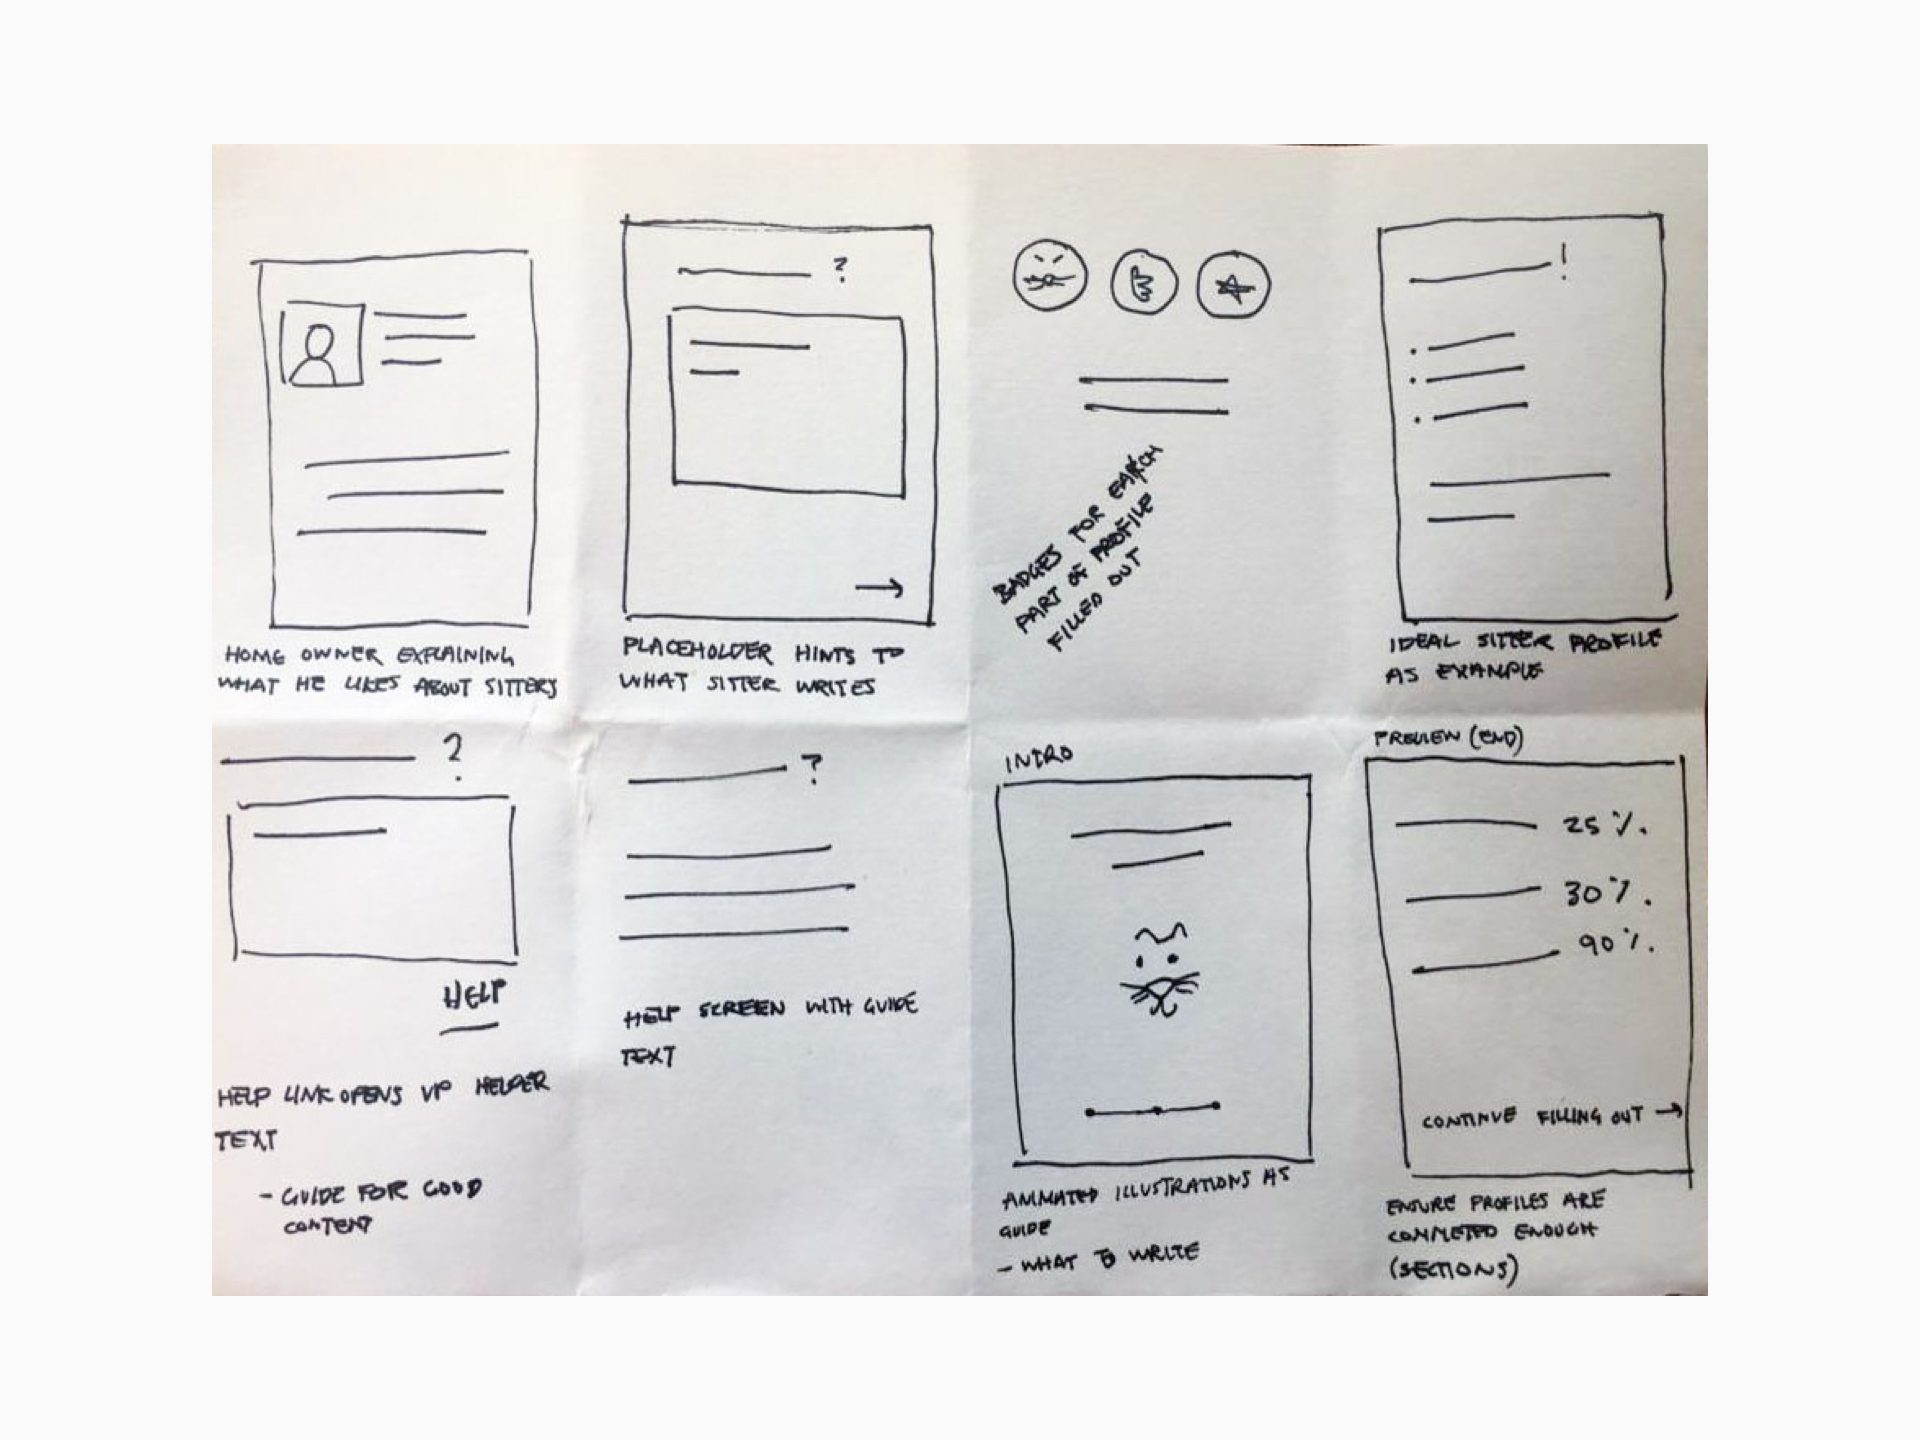 ?
!
BADGES FOR EACH
PART OF PROFILE
FILLED OUT
HOME OWNER EXPLAINING
WHAT HE LIKES ABOUT SITTERS
PLACEHOLDER HINTS TO
WHAT SITTER WRITES
IDEAL SITTER PROFILE
AS EXAMPLE
?
HELP
HELP LINK OPENS UP HELPER
TEXT
- GUIDE FOR GOOD
CONTENT
?
HELP SCREEN WITH GUIDE
TEXT
INTRO
ANIMATED ILLUSTRATIONS AS
GUIDE
- WHAT TO WRITE
PREVIEW (END)
25 %.
30 %.
90 %.
CONTINUE FILLING OUT →
ENSURE PROFILES ARE
COMPLETED ENOUGH
(SECTIONS)